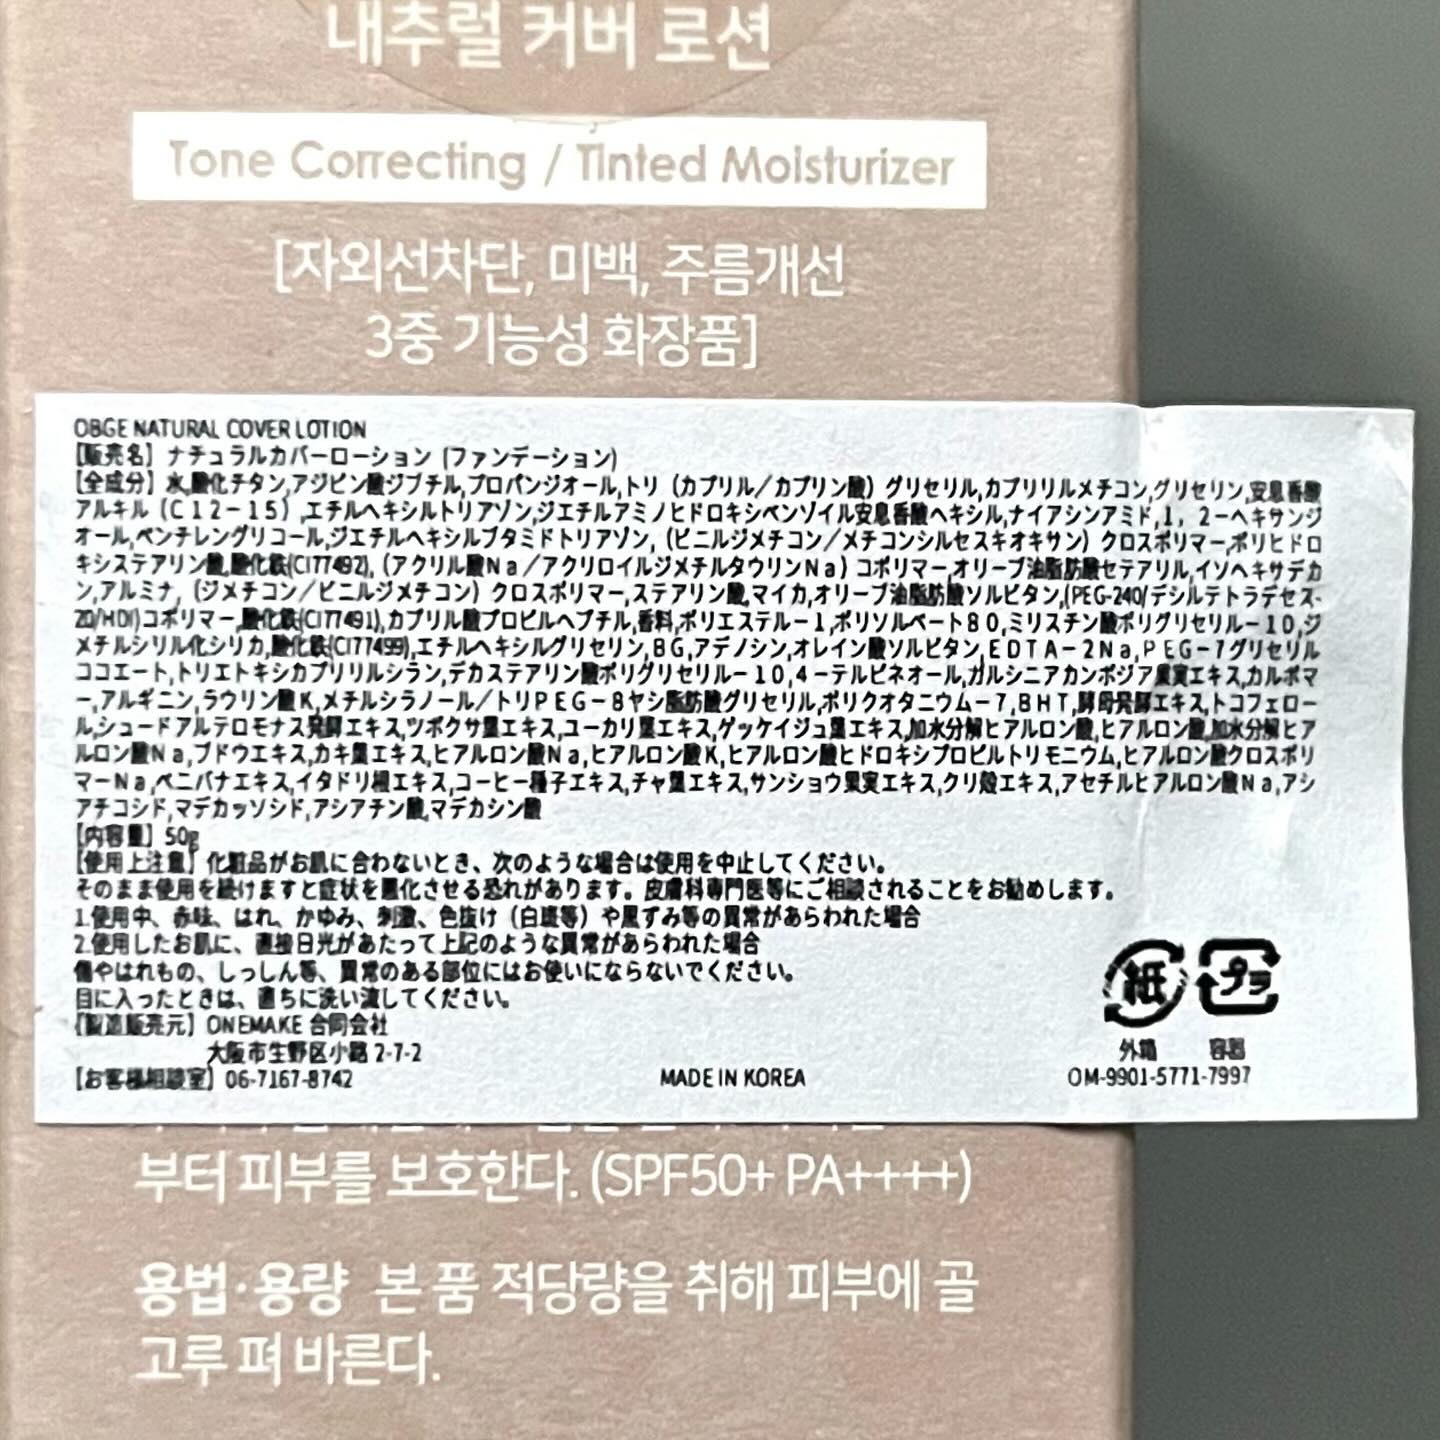 내추럴 커버 로션
Tone Correcting / Tinted Moisturizer
[자외선차단, 미백, 주름개선
3중 기능성 화장품]
OBGE NATURAL COVER LOTION
【販売名】ナチュラルカバーローション (ファンデーション)
【全成分】水,酸化チタン,アジピン酸ジブチル,プロパンジオール,トリ（カプリル／カプリン酸）グリセリル,カプリリルメチコン,グリセリン,安息香酸
アルキル（Ｃ１２－１５）,エチルヘキシルトリアゾン,ジエチルアミノヒドロキシベンゾイル安息香酸ヘキシル,ナイアシンアミド,１，２－ヘキサンジ
オール,ペンチレングリコール,ジエチルヘキシルブタミドトリアゾン,（ビニルジメチコン／メチコンシルセスキオキサン）クロスポリマー,ポリヒドロ
キシステアリン酸,酸化鉄(CI77492),（アクリル酸Ｎａ／アクリロイルジメチルタウリンＮａ）コポリマー,オリーブ油脂肪酸セテアリル,イソヘキサデカ
ン,アルミナ,（ジメチコン／ビニルジメチコン）クロスポリマー,ステアリン酸,マイカ,オリーブ油脂肪酸ソルビタン,(PEG-240/デシルテトラデセス-
20/HDI)コポリマー,酸化鉄(CI77491),カプリル酸プロピルヘプチル,香料,ポリエステル－１,ポリソルベート８０,ミリスチン酸ポリグリセリル－１０,ジ
メチルシリル化シリカ,酸化鉄(CI77499),エチルヘキシルグリセリン,ＢＧ,アデノシン,オレイン酸ソルビタン,ＥＤＴＡ－２Ｎａ,ＰＥＧ－７グリセリル
ココエート,トリエトキシカプリリルシラン,デカステアリン酸ポリグリセリル－１０,４－テルピネオール,ガルシニアカンボジア果実エキス,カルボマ
ー,アルギニン,ラウリン酸Ｋ,メチルシラノール／トリＰＥＧ－８ヤシ脂肪酸グリセリル,ポリクオタニウム－７,ＢＨＴ,酵母発酵エキス,トコフェロー
ル,シュードアルテロモナス発酵エキス,ツボクサ葉エキス,ユーカリ葉エキス,ゲッケイジュ葉エキス,加水分解ヒアルロン酸,ヒアルロン酸,加水分解ヒア
ルロン酸Ｎａ,ブドウエキス,カキ葉エキス,ヒアルロン酸Ｎａ,ヒアルロン酸Ｋ,ヒアルロン酸ヒドロキシプロピルトリモニウム,ヒアルロン酸クロスポリ
マーＮａ,ベニバナエキス,イタドリ根エキス,コーヒー種子エキス,チャ葉エキス,サンショウ果実エキス,クリ殻エキス,アセチルヒアルロン酸Ｎａ,アシ
アチコシド,マデカッソシド,アシアチン酸,マデカシン酸
【内容量】50g
【使用上注意】化粧品がお肌に合わないとき、次のような場合は使用を中止してください。
そのまま使用を続けますと症状を悪化させる恐れがあります。皮膚科専門医等にご相談されることをお勧めします。
1.使用中、赤味、はれ、かゆみ、刺激、色抜け（白斑等）や黒ずみ等の異常があらわれた場合
2.使用したお肌に、直接日光があたって上記のような異常があらわれた場合
傷やはれもの、しっしん等、異常のある部位にはお使いにならないでください。
目に入ったときは、直ちに洗い流してください。
【製造販売元】ONEMAKE 合同会社
大阪市生野区小路 2-7-2
【お客様相談室】06-7167-8742
MADE IN KOREA
紙 プラ
外箱 容器
OM-9901-5771-7997
부터 피부를 보호한다. (SPF50+ PA++++)
용법·용량 본 품 적당량을 취해 피부에 골
고루 펴 바른다.